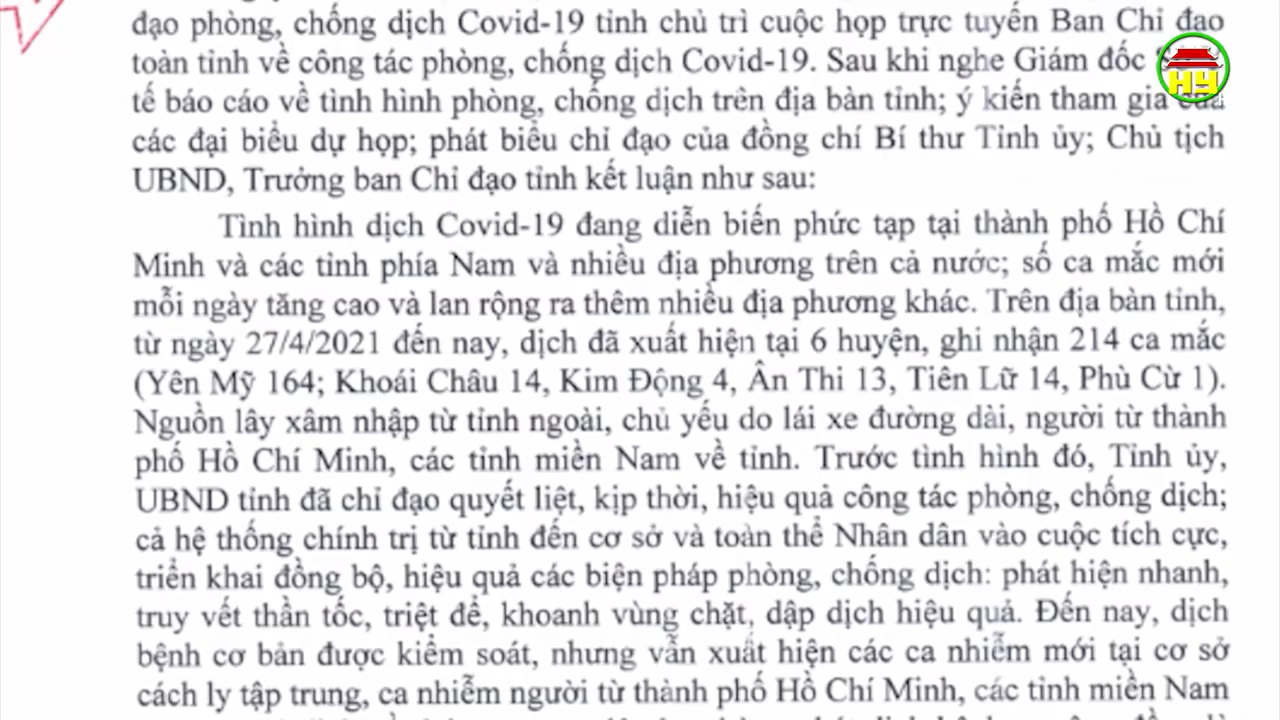 đạo phòng, chống dịch Covid-19 tỉnh chủ trì cuộc họp trực tuyến Ban Chỉ đạo
toàn tỉnh về công tác phòng, chống dịch Covid-19. Sau khi nghe Giám đốc
HY
tế báo cáo về tình hình phòng, chống dịch trên địa bàn tỉnh; ý kiến tham gia của
các đại biểu dự họp; phát biểu chỉ đạo của đồng chí Bí thư Tỉnh ủy; Chủ tịch
UBND, Trưởng ban Chỉ đạo tỉnh kết luận như sau:
Tình hình dịch Covid-19 đang diễn biến phức tạp tại thành phố Hồ Chí
Minh và các tỉnh phía Nam và nhiều địa phương trên cả nước; số ca mắc mới
mỗi ngày tăng cao và lan rộng ra thêm nhiều địa phương khác. Trên địa bàn tỉnh,
từ ngày 27/4/2021 đến nay, dịch đã xuất hiện tại 6 huyện, ghi nhận 214 ca mắc
(Yên Mỹ 164; Khoái Châu 14, Kim Động 4, Ân Thi 13, Tiên Lữ 14, Phù Cừ 1).
Nguồn lây xâm nhập từ tỉnh ngoài, chủ yếu do lái xe đường dài, người từ thành
phố Hồ Chí Minh, các tỉnh miền Nam về tỉnh. Trước tình hình đó, Tỉnh ủy,
UBND tỉnh đã chỉ đạo quyết liệt, kịp thời, hiệu quả công tác phòng, chống dịch;
cả hệ thống chính trị từ tỉnh đến cơ sở và toàn thể Nhân dân vào cuộc tích cực,
triển khai đồng bộ, hiệu quả các biện pháp phòng, chống dịch: phát hiện nhanh,
truy vết thần tốc, triệt để, khoanh vùng chặt, dập dịch hiệu quả. Đến nay, dịch
bệnh cơ bản được kiểm soát, nhưng vẫn xuất hiện các ca nhiễm mới tại cơ sở
cách ly tập trung, ca nhiễm người từ thành phố Hồ Chí Minh, các tỉnh miền Nam